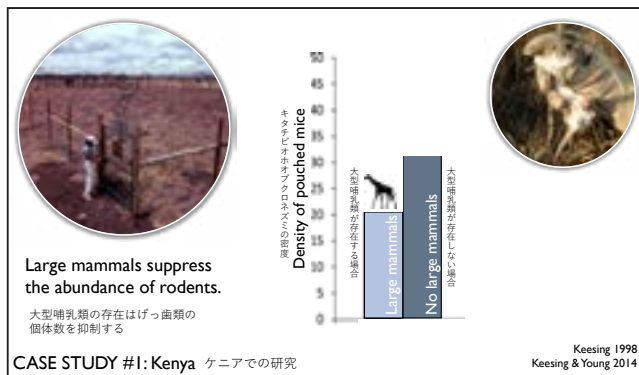 Large mammals suppress
the abundance of rodents.
大型哺乳類の存在はげっ歯類の
個体数を抑制する
キタチビオホオブクロネズミの密度
Density of pouched mice
50
45
40
35
30
25
20
15
10
5
0
大型哺乳類が存在する場合
Large mammals
No large mammals
大型哺乳類が存在しない場合
CASE STUDY #1: Kenya ケニアでの研究
Keesing 1998
Keesing & Young 2014